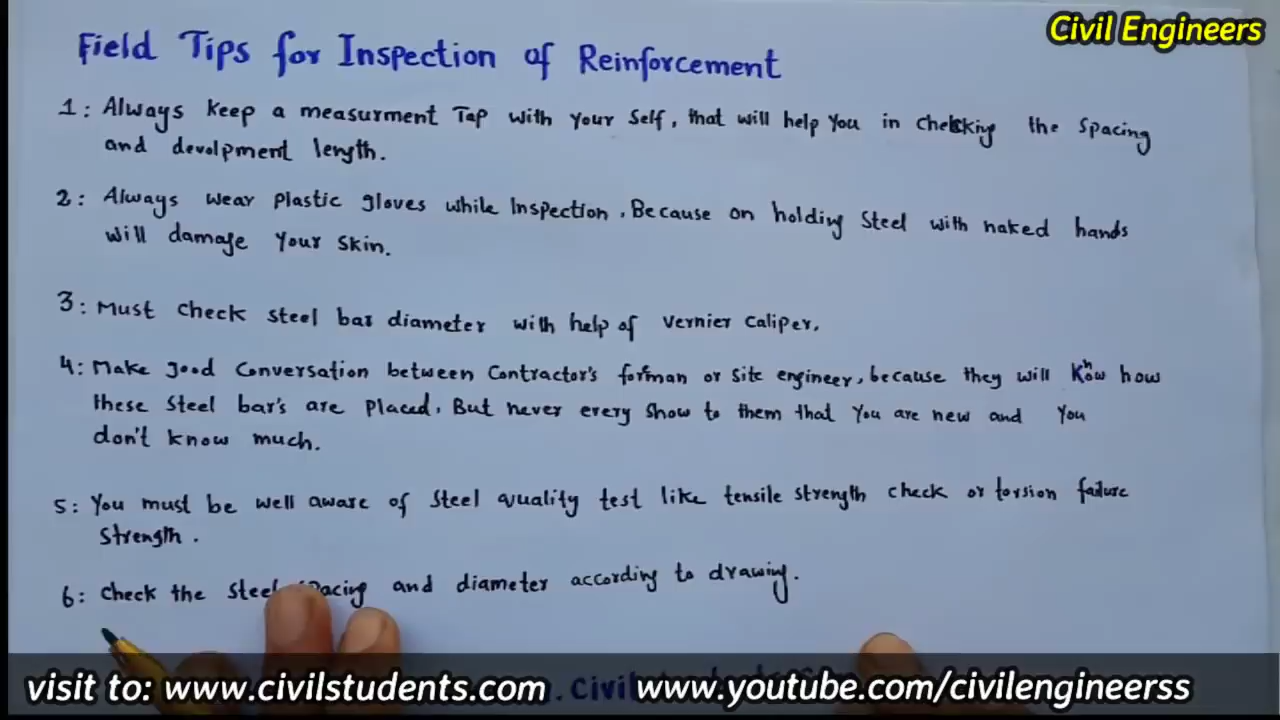 Civil Engineers
Field Tips for Inspection of Reinforcement
1: Always keep a measurment Tap with your self, that will help you in checking the spacing
and devolpment length.
2: Always wear plastic gloves while Inspection. Because on holding steel with naked hands
will damage your skin.
3: Must check steel bar diameter with help of vernier caliper.
4: Make good conversation between contractor's forman or site engineer, because they will know how
these steel bar's are placed. But never every show to them that you are new and you
don't know much.
5: You must be well aware of steel quality test like tensile strength check or torsion failure
strength.
6: check the steel spacing and diameter according to drawing.
visit to: www.civilstudents.com www.youtube.com/civilengineerss